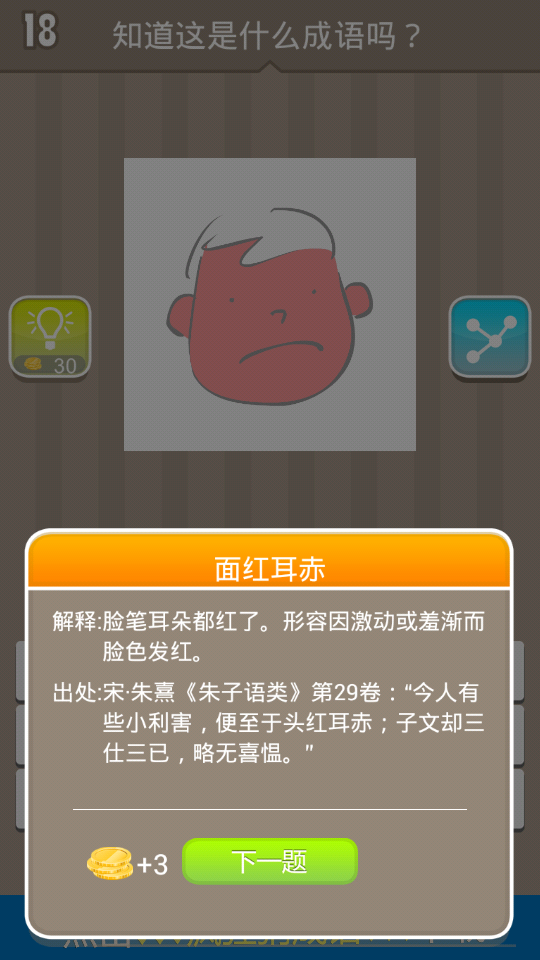 18
知道这是什么成语吗？
30
面红耳赤
解释:脸笔耳朵都红了。形容因激动或羞渐而
脸色发红。
出处:宋·朱熹《朱子语类》第29卷：“今人有
些小利害，便至于头红耳赤；子文却三
仕三已，略无喜愠。”
+3
下一题